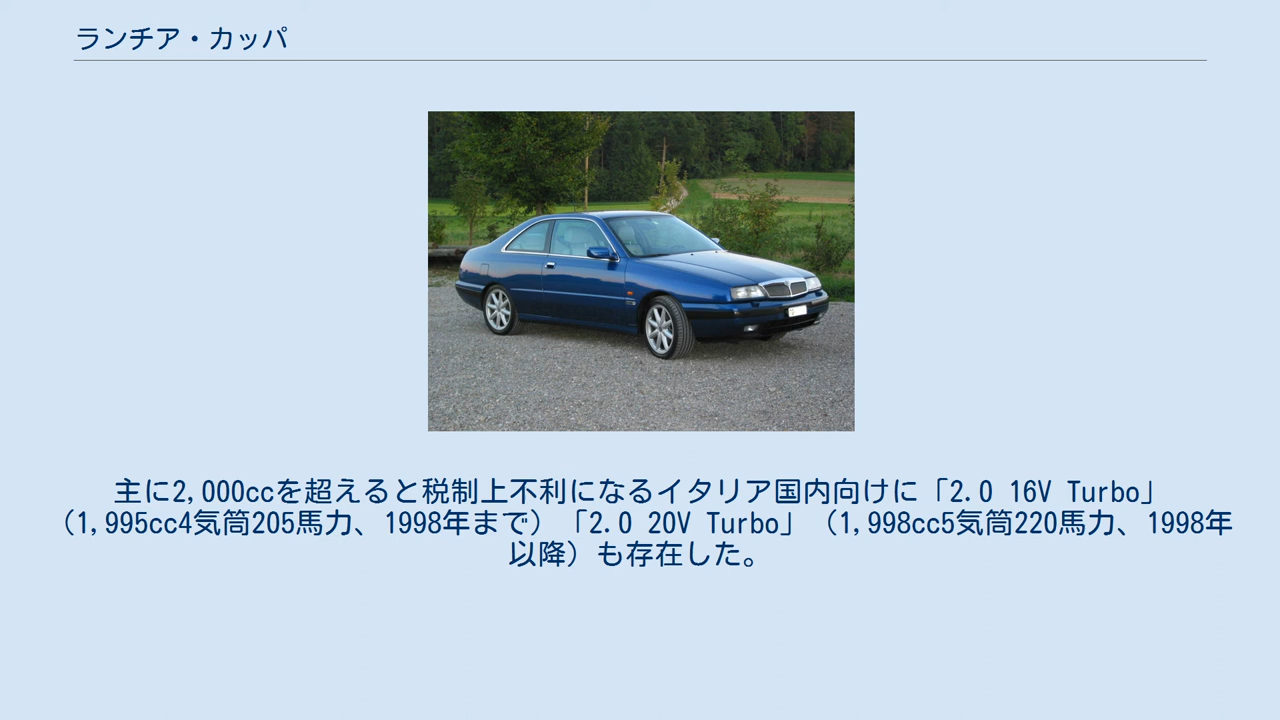 ランチア・カッパ
主に2,000ccを超えると税制上不利になるイタリア国内向けに「2.0 16V Turbo」
（1,995cc4気筒205馬力、1998年まで）「2.0 20V Turbo」（1,998cc5気筒220馬力、1998年
以降）も存在した。